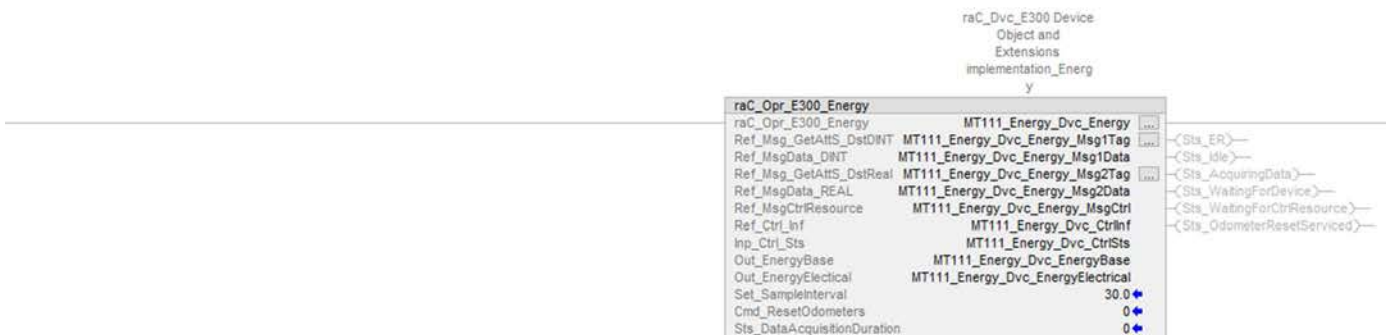 raC_Dvc_E300 Device
Object and
Extensions
implementation_Energ
y
raC_Opr_E300_Energy
raC_Opr_E300_Energy MT111_Energy_Dvc_Energy ...
Ref_Msg_GetAttS_DstDINT MT111_Energy_Dvc_Energy_Msg1Tag ... (Sts_ER)
Ref_MsgData_DINT MT111_Energy_Dvc_Energy_Msg1Data (Sts_Idle)
Ref_Msg_GetAttS_DstReal MT111_Energy_Dvc_Energy_Msg2Tag ... (Sts_AcquiringData)
Ref_MsgData_REAL MT111_Energy_Dvc_Energy_Msg2Data (Sts_WaitingForDevice)
Ref_MsgCtrlResource MT111_Energy_Dvc_Energy_MsgCtrl (Sts_WaitingForCtrlResource)
Ref_Ctrl_Inf MT111_Energy_Dvc_CtrlInf (Sts_OdometerResetServiced)
Inp_Ctrl_Sts MT111_Energy_Dvc_CtrlSts
Out_EnergyBase MT111_Energy_Dvc_EnergyBase
Out_EnergyElectical MT111_Energy_Dvc_EnergyElectrical
Set_SampleInterval 30.0
Cmd_ResetOdometers 0
Sts_DataAcquisitionDuration 0